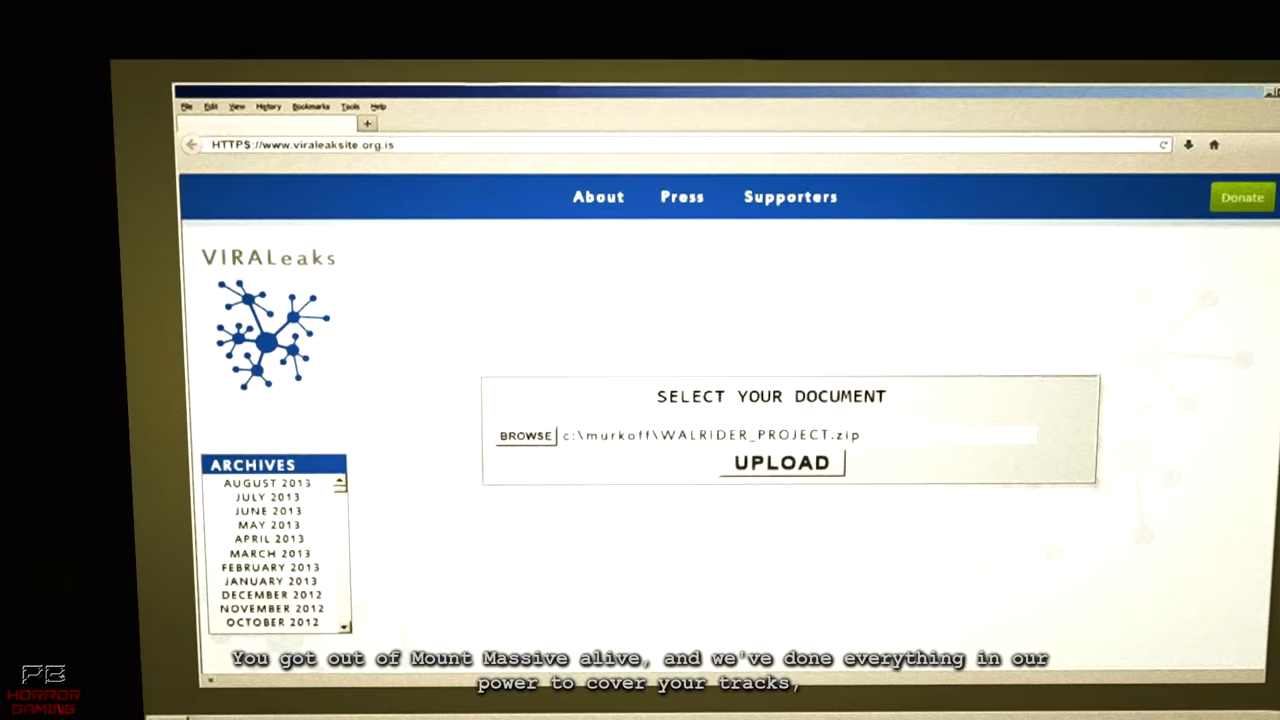 File Edit View History Bookmarks Tools Help
+
HTTPS://www.viraleaksite.org.is
About Press Supporters
Donate
VIRALeaks
SELECT YOUR DOCUMENT
BROWSE c:\murkoff\WALRIDER_PROJECT.zip
UPLOAD
ARCHIVES
AUGUST 2013
JULY 2013
JUNE 2013
MAY 2013
APRIL 2013
MARCH 2013
FEBRUARY 2013
JANUARY 2013
DECEMBER 2012
NOVEMBER 2012
OCTOBER 2012
You got out of Mount Massive alive, and we've done everything in our
power to cover your tracks,
HORROR
GAMING